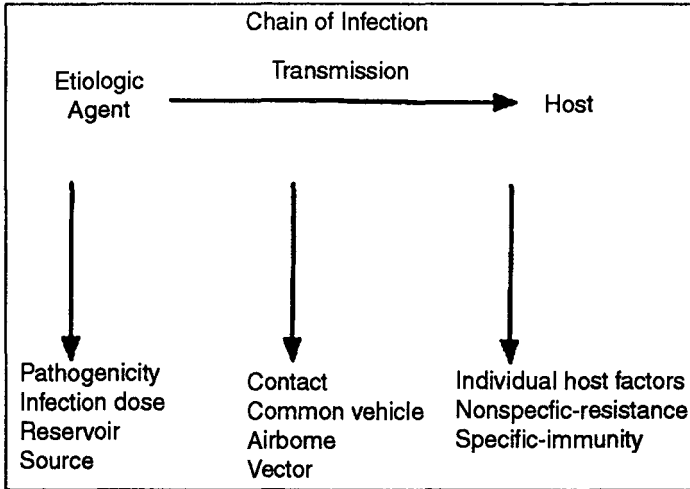 Chain of Infection
Transmission
Etiologic
Agent
Host
Pathogenicity
Infection dose
Reservoir
Source
Contact
Common vehicle
Airborne
Vector
Individual host factors
Nonspecfic-resistance
Specific-immunity